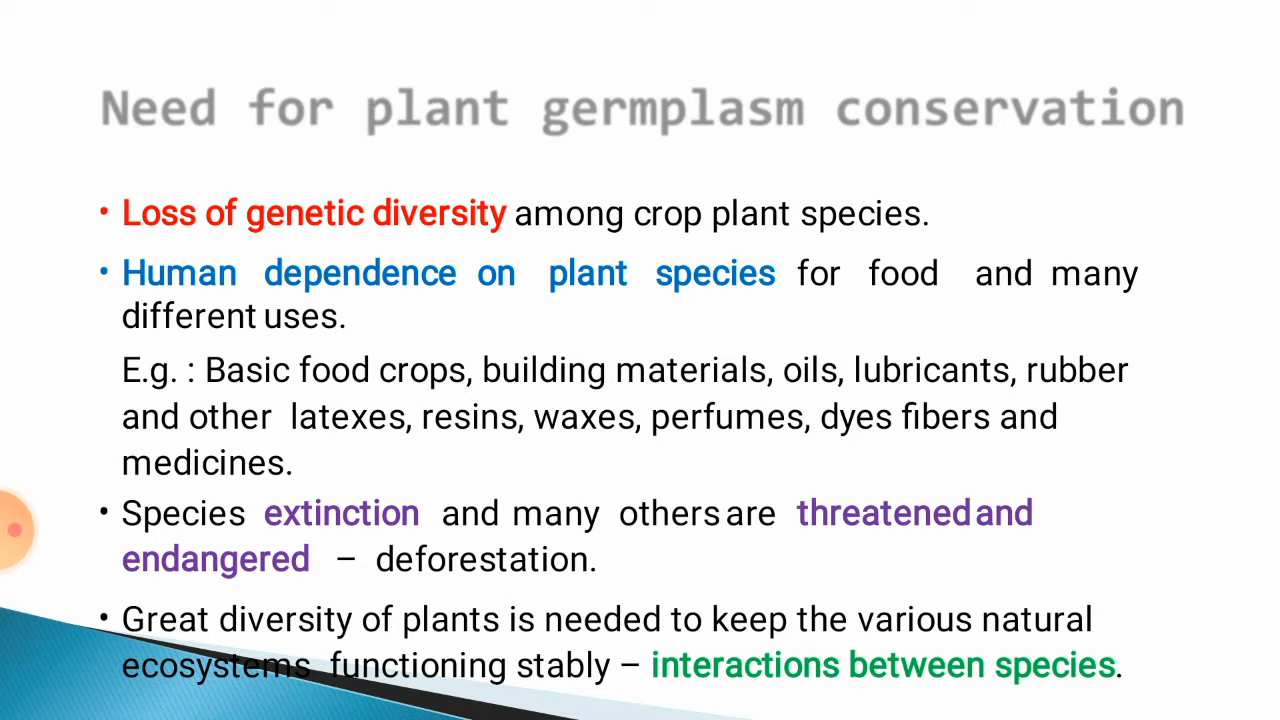 Need for plant germplasm conservation
• Loss of genetic diversity among crop plant species.
• Human dependence on plant species for food and many
different uses.
E.g. : Basic food crops, building materials, oils, lubricants, rubber
and other latexes, resins, waxes, perfumes, dyes fibers and
medicines.
• Species extinction and many others are threatened and
endangered – deforestation.
• Great diversity of plants is needed to keep the various natural
ecosystems functioning stably – interactions between species.